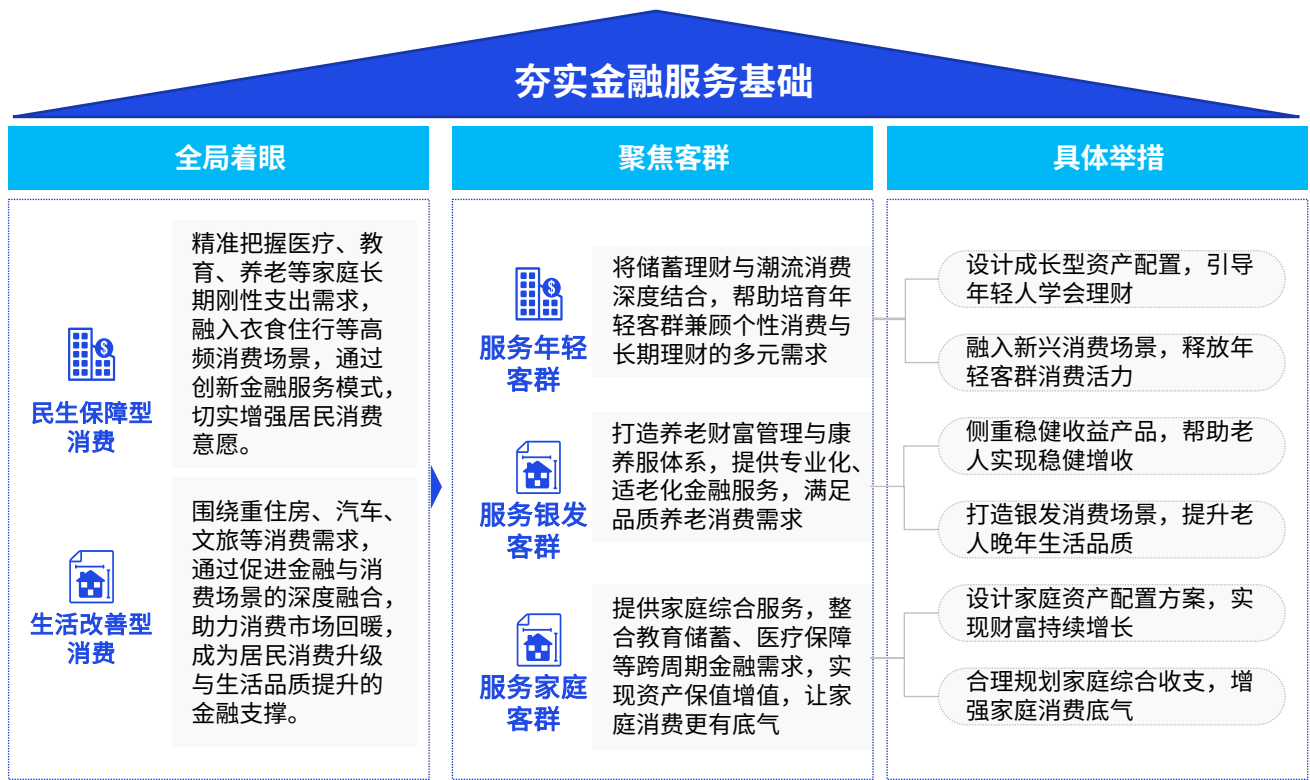 夯实金融服务基础
全局着眼
民生保障型
消费
精准把握医疗、教
育、养老等家庭长
期刚性支出需求，
融入衣食住行等高
频消费场景，通过
创新金融服务模式，
切实增强居民消费
意愿。
生活改善型
消费
围绕重住房、汽车、
文旅等消费需求，
通过促进金融与消
费场景的深度融合，
助力消费市场回暖，
成为居民消费升级
与生活品质提升的
金融支撑。
聚焦客群
服务年轻
客群
将储蓄理财与潮流消费
深度结合，帮助培育年
轻客群兼顾个性消费与
长期理财的多元需求
服务银发
客群
打造养老财富管理与康
养服体系，提供专业化、
适老化金融服务，满足
品质养老消费需求
服务家庭
客群
提供家庭综合服务，整
合教育储蓄、医疗保障
等跨周期金融需求，实
现资产保值增值，让家
庭消费更有底气
具体举措
设计成长型资产配置，引导
年轻人学会理财
融入新兴消费场景，释放年
轻客群消费活力
侧重稳健收益产品，帮助老
人实现稳健增收
打造银发消费场景，提升老
人晚年生活品质
设计家庭资产配置方案，实
现财富持续增长
合理规划家庭综合收支，增
强家庭消费底气